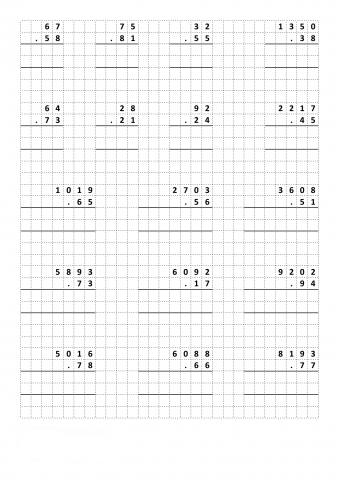 67 75 32 1350
.58 .81 .55 .38
64 28 92 2217
.73 .21 .24 .45
1019 2703 3608
.65 .56 .51
5893 6092 9202
.73 .17 .94
5016 6088 8193
.78 .66 .77